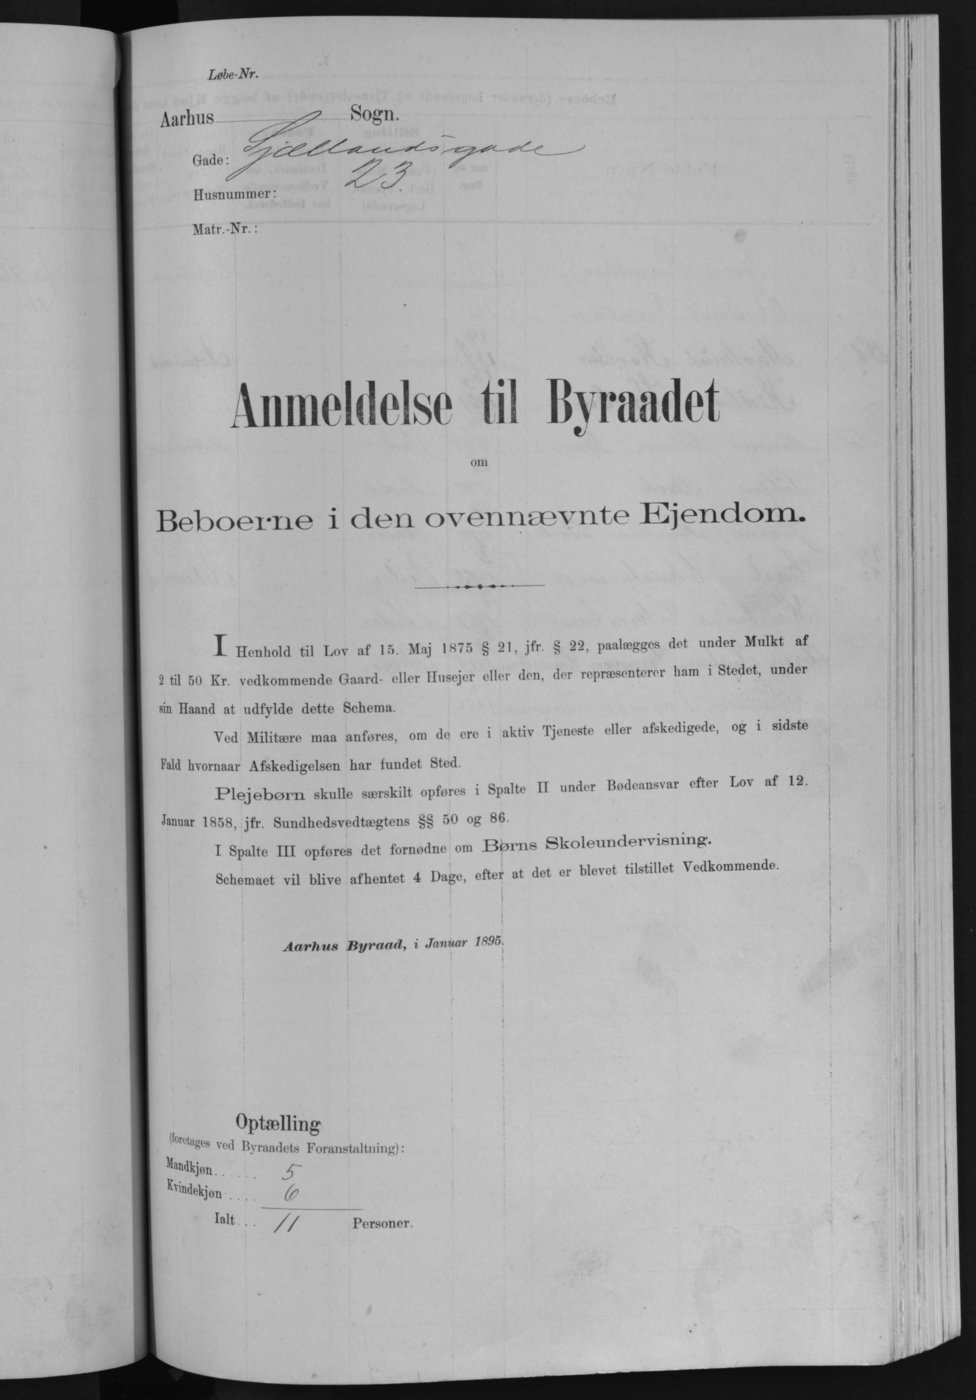 Løbe-Nr.
Aarhus Sogn.
Gade: Sjællandsgade
Husnummer: 23.
Matr.-Nr.:
Anmeldelse til Byraadet
om
Beboerne i den ovennævnte Ejendom.
I Henhold til Lov af 15. Maj 1875 § 21, jfr. § 22, paalægges det under Mulkt af
2 til 50 Kr. vedkommende Gaard- eller Husejer eller den, der repræsenterer ham i Stedet, under
sin Haand at udfylde dette Schema.
Ved Militære maa anføres, om de ere i aktiv Tjeneste eller afskedigede, og i sidste
Fald hvornaar Afskedigelsen har fundet Sted.
Plejebørn skulle særskilt opføres i Spalte II under Bødeansvar efter Lov af 12.
Januar 1858, jfr. Sundhedsvedtægtens §§ 50 og 86.
I Spalte III opføres det fornødne om Børns Skoleundervisning.
Schemaet vil blive afhentet 4 Dage, efter at det er blevet tilstillet Vedkommende.
Aarhus Byraad, i Januar 1895.
Optælling
(foretages ved Byraadets Foranstaltning):
Mandkjøn...... 5
Kvindekjøn .... 6
Ialt... 11 Personer.